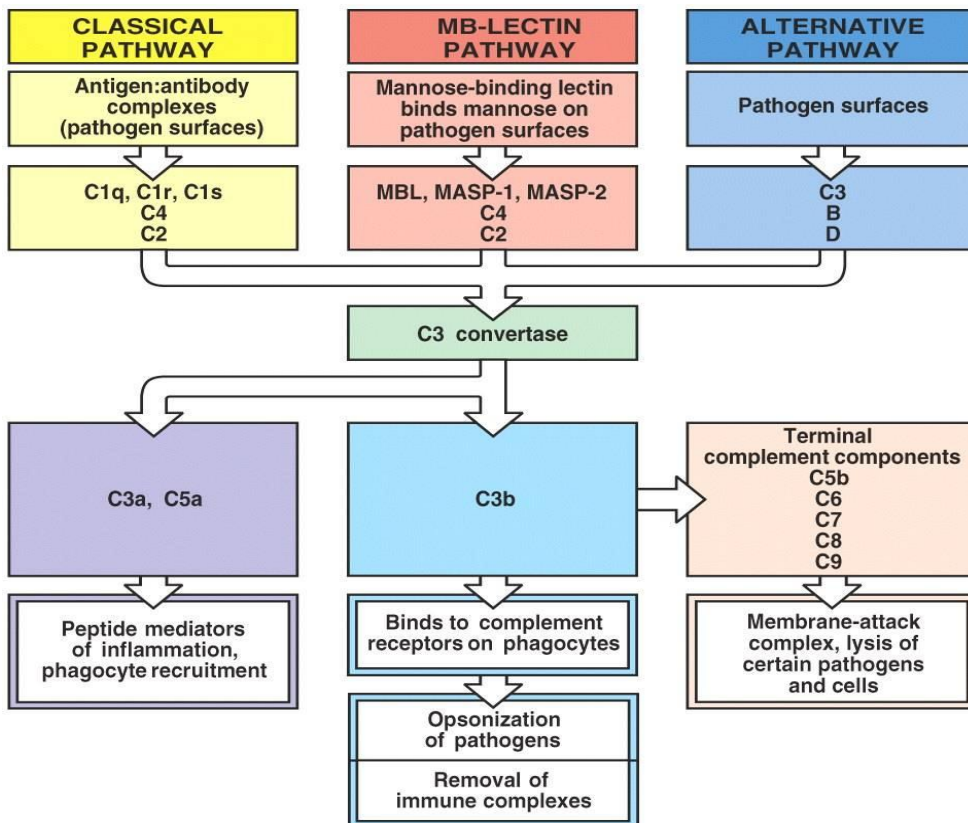 CLASSICAL
PATHWAY
MB-LECTIN
PATHWAY
ALTERNATIVE
PATHWAY
Antigen:antibody
complexes
(pathogen surfaces)
Mannose-binding lectin
binds mannose on
pathogen surfaces
Pathogen surfaces
C1q, C1r, C1s
C4
C2
MBL, MASP-1, MASP-2
C4
C2
C3
B
D
C3 convertase
C3a, C5a
C3b
Terminal
complement components
C5b
C6
C7
C8
C9
Peptide mediators
of inflammation,
phagocyte recruitment
Binds to complement
receptors on phagocytes
Membrane-attack
complex, lysis of
certain pathogens
and cells
Opsonization
of pathogens
Removal of
immune complexes